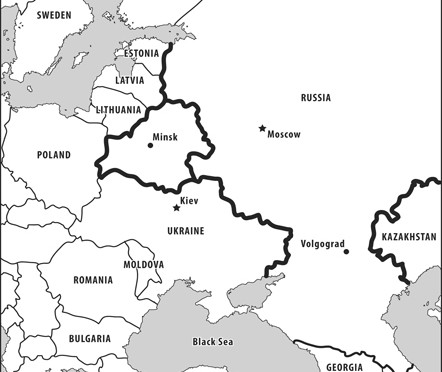 SWEDEN
ESTONIA
LATVIA
LITHUANIA
RUSSIA
Moscow
Minsk
POLAND
Kiev
UKRAINE
Volgograd
KAZAKHSTAN
MOLDOVA
ROMANIA
BULGARIA
Black Sea
GEORGIA